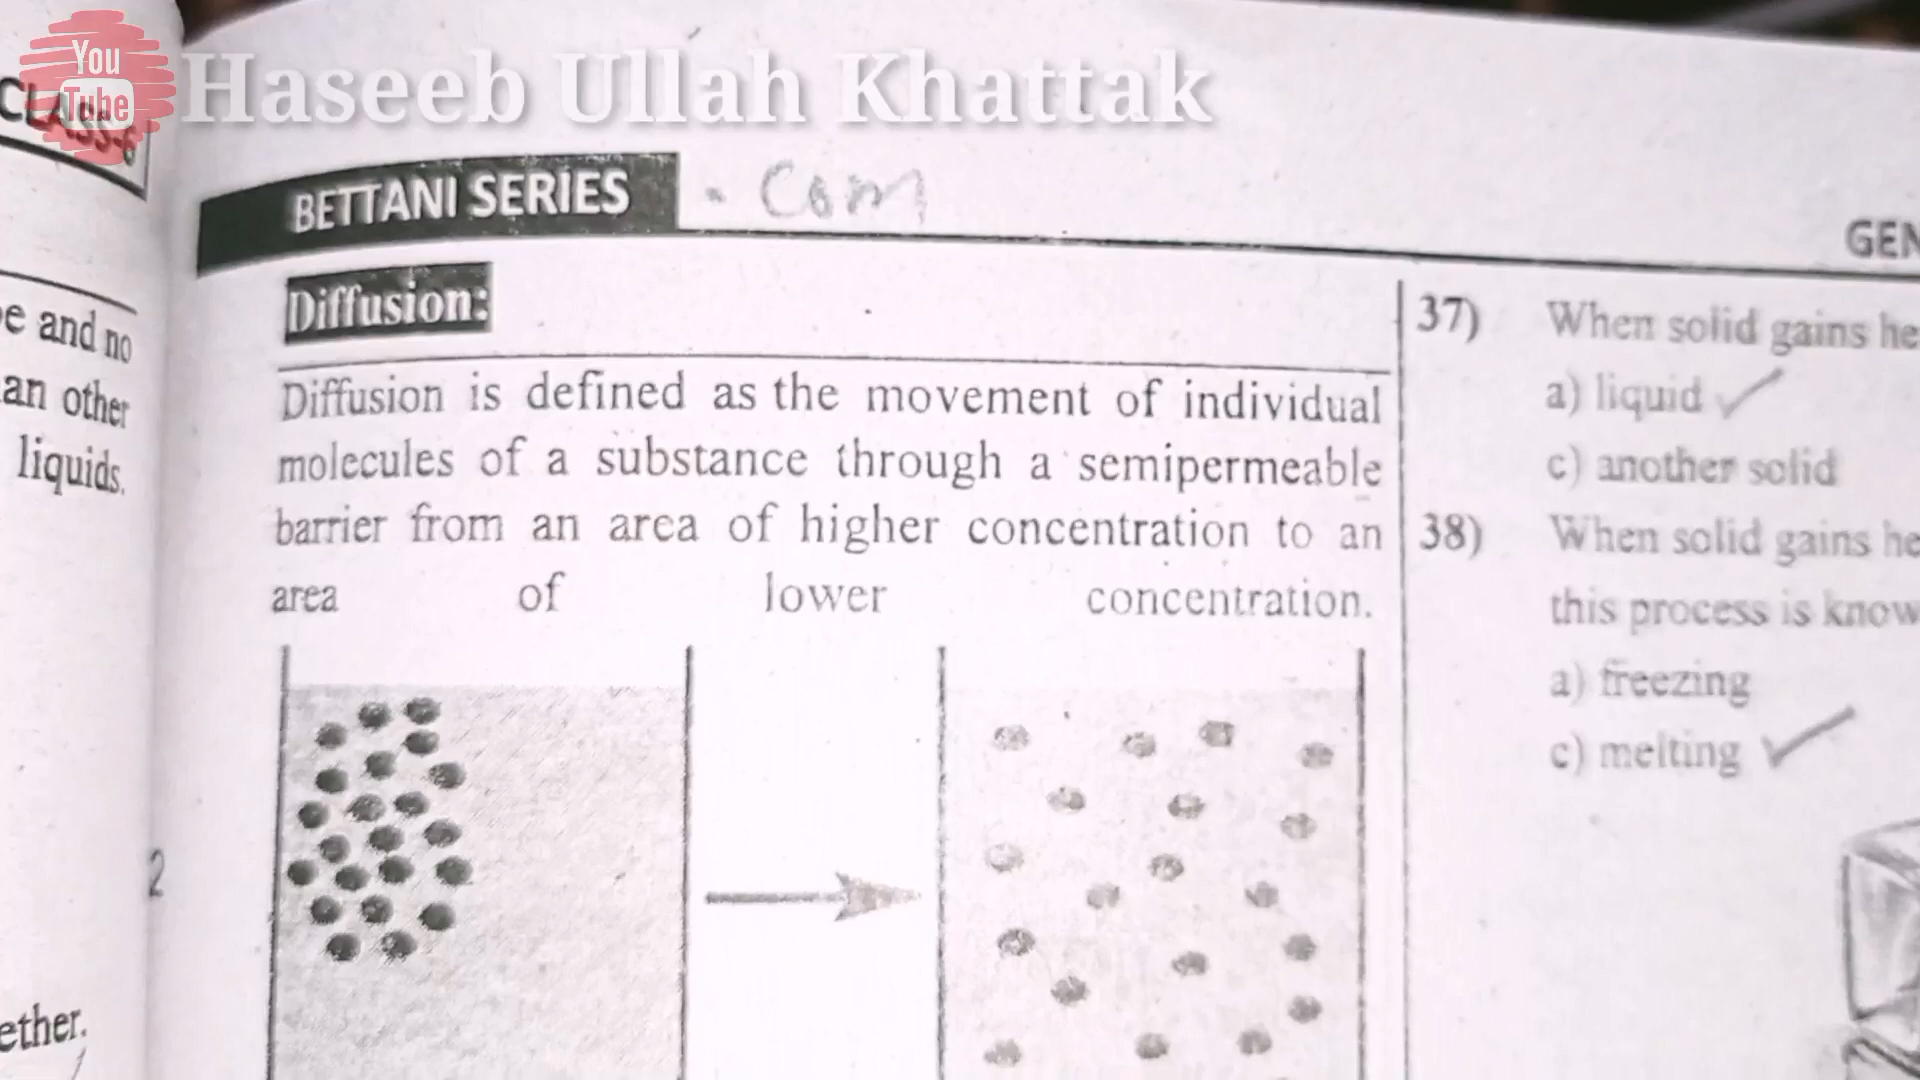 You
Tube
Haseeb Ullah Khattak
CLASS-6
e and no
an other
liquids.
2
ether.
BETTANI SERIES
. Com
GEN
Diffusion:
Diffusion is defined as the movement of individual
molecules of a substance through a semipermeable
barrier from an area of higher concentration to an
area of lower concentration.
37) When solid gains he
a) liquid
c) another solid
38) When solid gains he
this process is know
a) freezing
c) melting